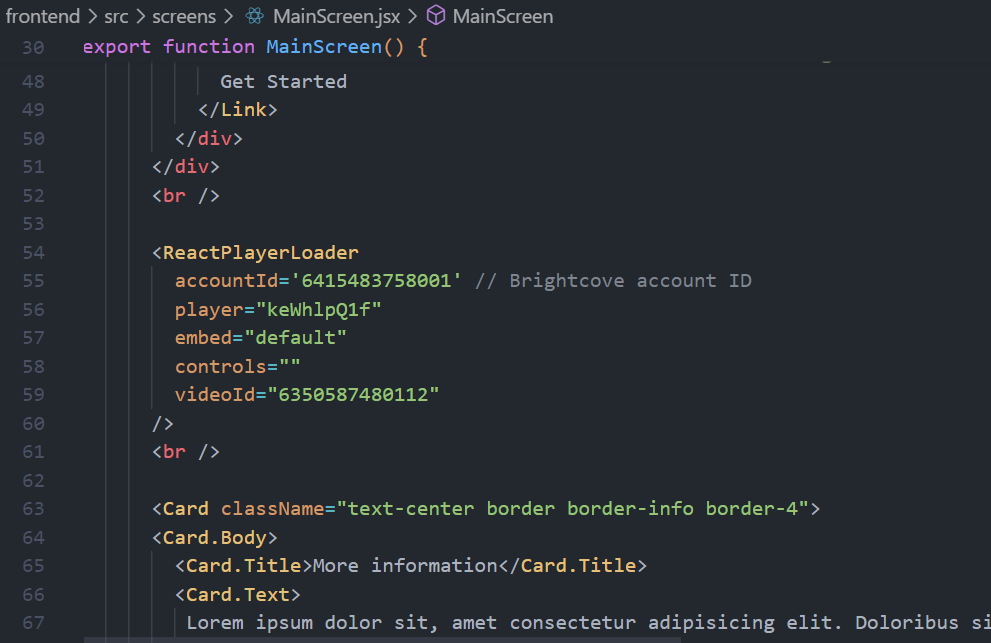 frontend > src > screens > MainScreen.jsx > MainScreen
30 export function MainScreen() {
48 Get Started
49 </Link>
50 </div>
51 </div>
52 <br />
53
54 <ReactPlayerLoader
55 accountId='6415483758001' // Brightcove account ID
56 player="keWhlpQ1f"
57 embed="default"
58 controls=""
59 videoId="6350587480112"
60 />
61 <br />
62
63 <Card className="text-center border border-info border-4">
64 <Card.Body>
65 <Card.Title>More information</Card.Title>
66 <Card.Text>
67 Lorem ipsum dolor sit, amet consectetur adipisicing elit. Doloribus si